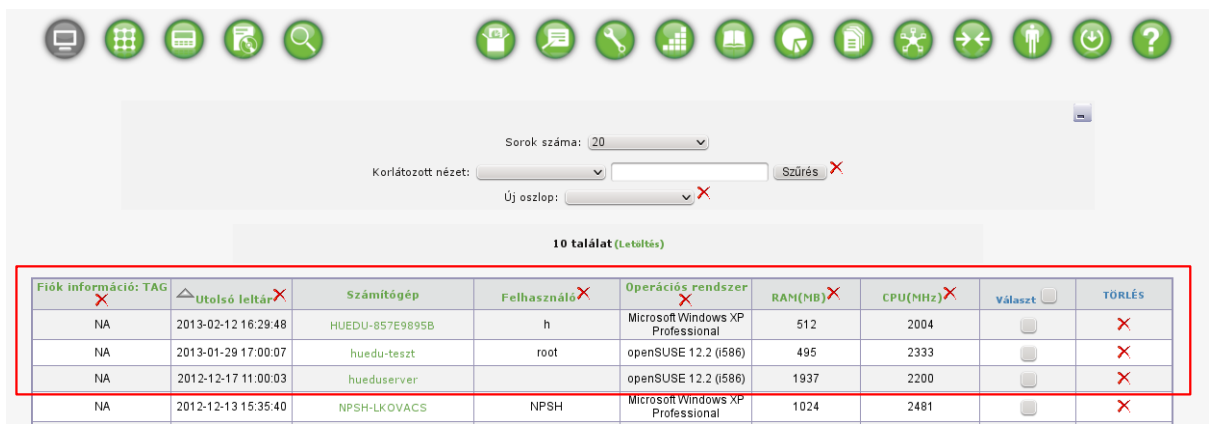 Sorok száma: 20
Korlátozott nézet: Szűrés
Új oszlop:
10 találat (Letöltés)
Fiók információ: TAG Utolsó leltár Számítógép Felhasználó Operációs rendszer RAM(MB) CPU(MHz) Választ TÖRLÉS
NA 2013-02-12 16:29:48 HUEDU-857E9895B h Microsoft Windows XP Professional 512 2004
NA 2013-01-29 17:00:07 huedu-teszt root openSUSE 12.2 (i586) 495 2333
NA 2012-12-17 11:00:03 hueduserver openSUSE 12.2 (i586) 1937 2200
NA 2012-12-13 15:35:40 NPSH-LKOVACS NPSH Microsoft Windows XP Professional 1024 2481